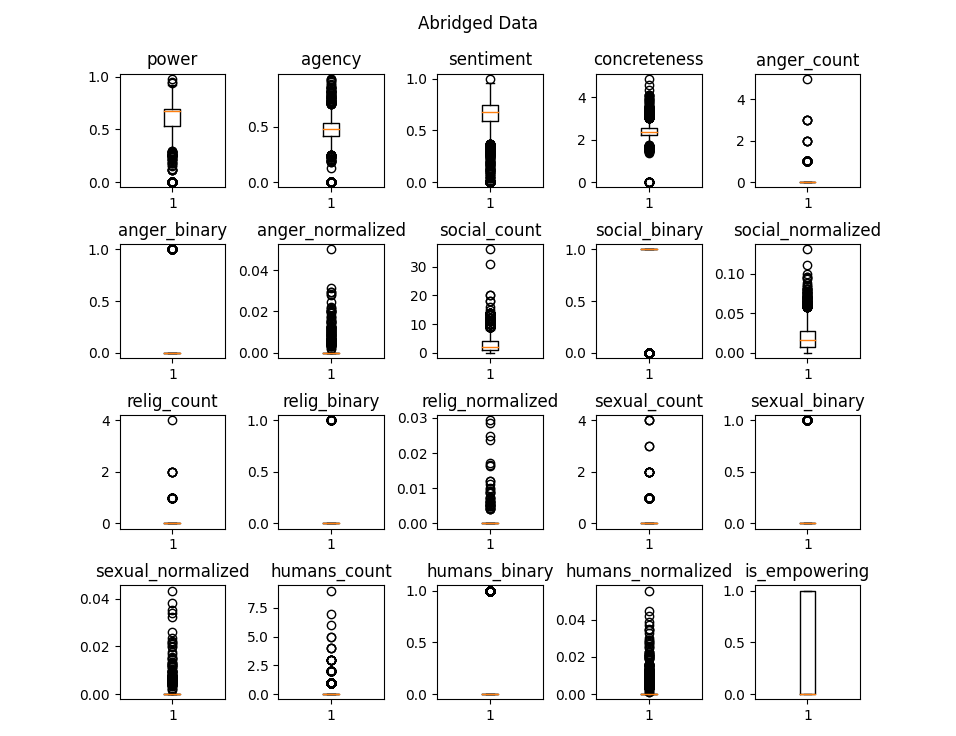 Abridged Data
power agency sentiment concreteness anger_count
1.0 1.0
4 4
0.5 0.5 0.5
2 2
0.0 0.0 0.0 0 0
1 1 1 1 1
anger_binary anger_normalized social_count social_binary social_normalized
1.0 1.0
0.04 30 0.10
0.5 20 0.5
0.02 0.05
10
0.0 0.00 0 0.0 0.00
1 1 1 1 1
relig_count relig_binary relig_normalized sexual_count sexual_binary
4 1.0 0.03 4 1.0
0.02
2 0.5 2 0.5
0.01
0 0.0 0.00 0 0.0
1 1 1 1 1
sexual_normalized humans_count humans_binary humans_normalized is_empowering
0.04 7.5 1.0 0.04 1.0
5.0
0.02 0.5 0.02 0.5
2.5
0.00 0.0 0.0 0.00 0.0
1 1 1 1 1